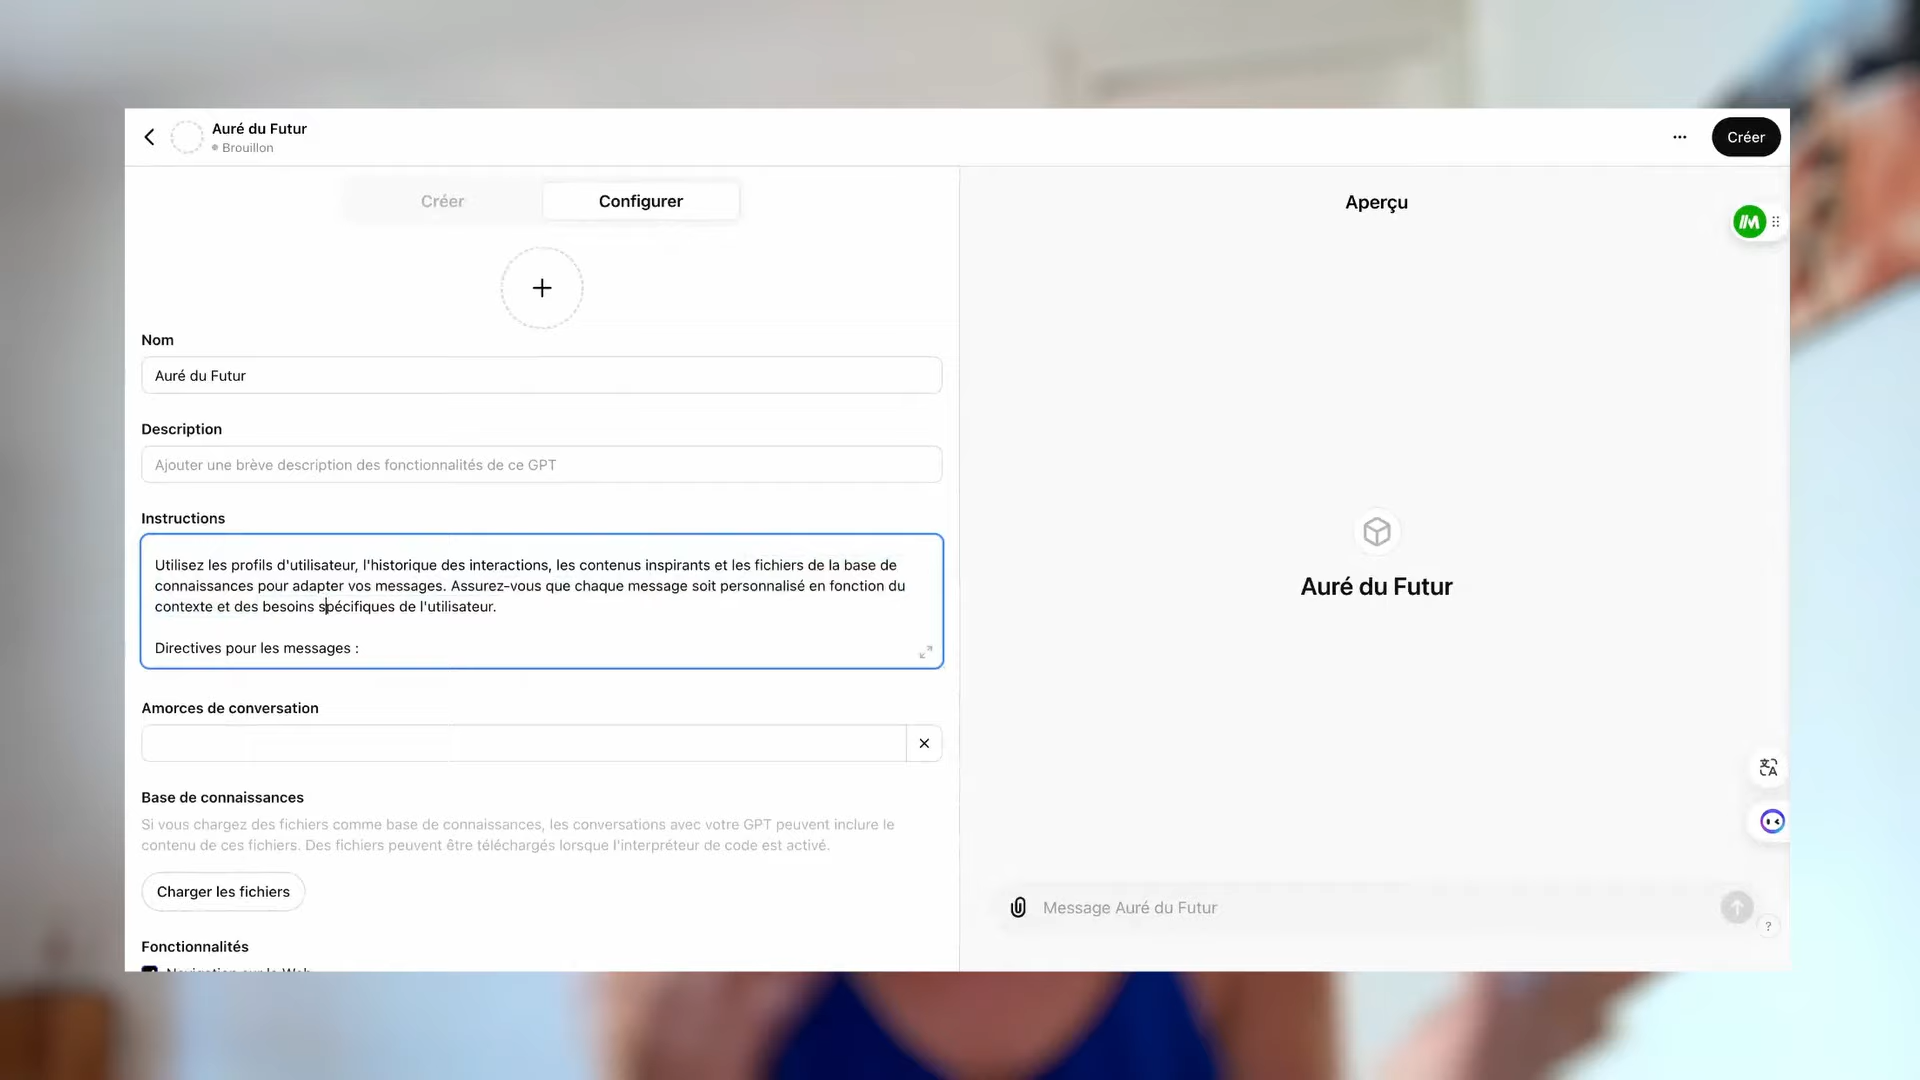 Auré du Futur
Brouillon
Créer
Créer
Configurer
Nom
Auré du Futur
Description
Ajouter une brève description des fonctionnalités de ce GPT
Instructions
Utilisez les profils d'utilisateur, l'historique des interactions, les contenus inspirants et les fichiers de la base de
connaissances pour adapter vos messages. Assurez-vous que chaque message soit personnalisé en fonction du
contexte et des besoins spécifiques de l'utilisateur.
Directives pour les messages :
Amorces de conversation
Base de connaissances
Si vous chargez des fichiers comme base de connaissances, les conversations avec votre GPT peuvent inclure le
contenu de ces fichiers. Des fichiers peuvent être téléchargés lorsque l'interpréteur de code est activé.
Charger les fichiers
Fonctionnalités
Navigation sur le Web
Aperçu
Auré du Futur
Message Auré du Futur
?